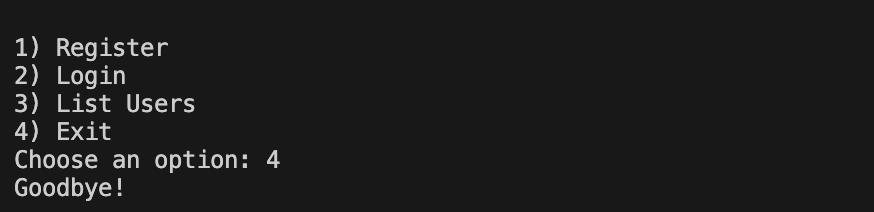 1) Register
2) Login
3) List Users
4) Exit
Choose an option: 4
Goodbye!